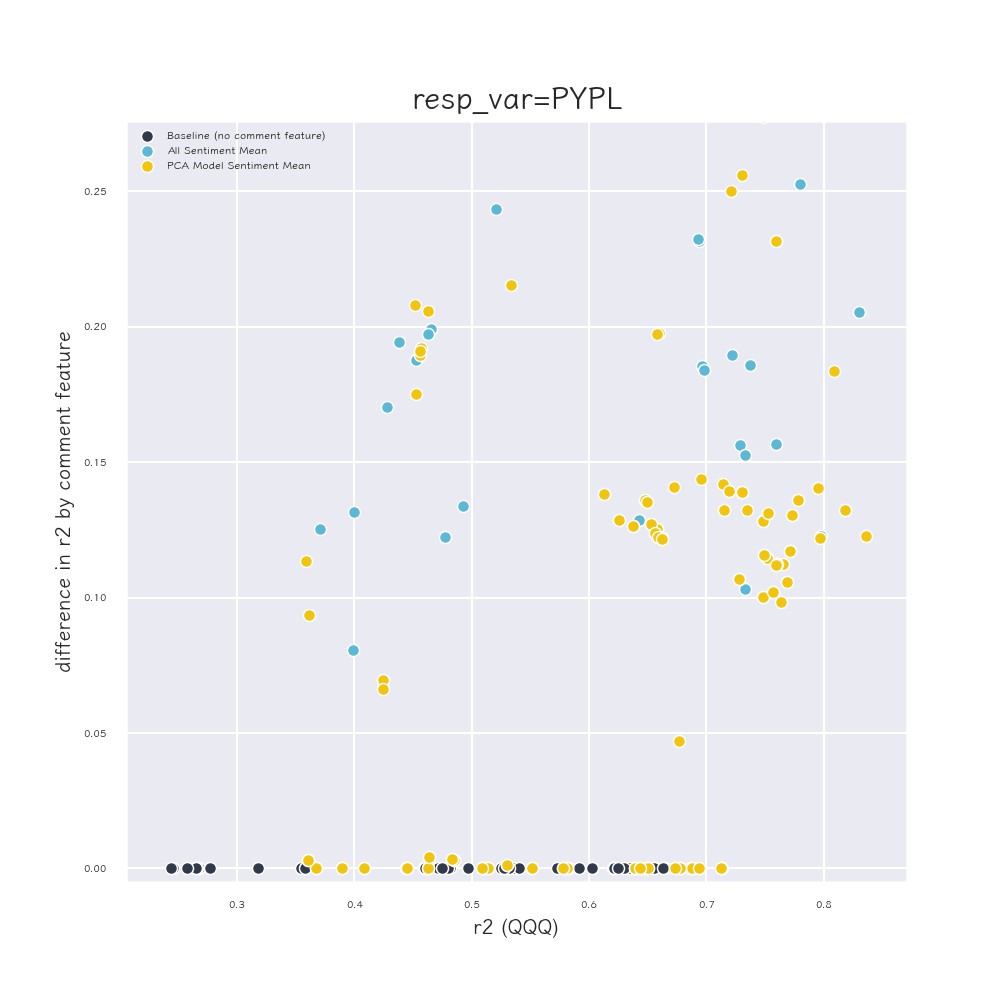 resp_var=PYPL
Baseline (no comment feature)
All Sentiment Mean
PCA Model Sentiment Mean
difference in r2 by comment feature
0.25
0.20
0.15
0.10
0.05
0.00
0.3 0.4 0.5 0.6 0.7 0.8
r2 (QQQ)